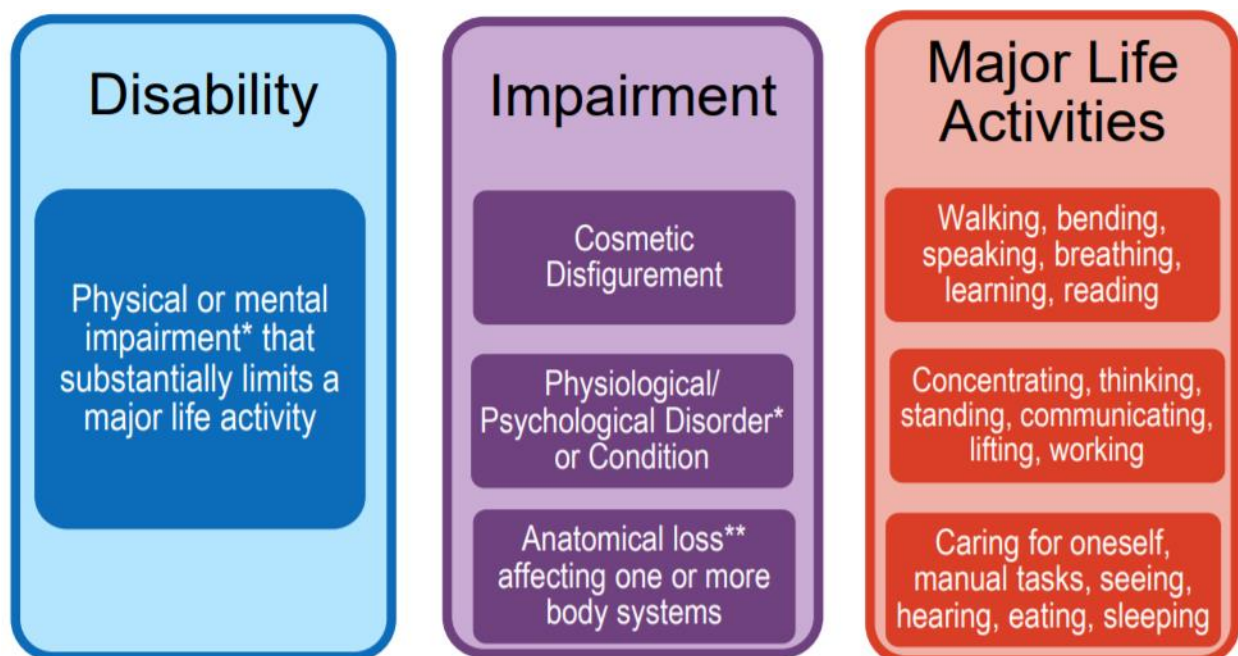 Disability
Physical or mental
impairment* that
substantially limits a
major life activity
Impairment
Cosmetic
Disfigurement
Physiological/
Psychological Disorder*
or Condition
Anatomical loss**
affecting one or more
body systems
Major Life
Activities
Walking, bending,
speaking, breathing,
learning, reading
Concentrating, thinking,
standing, communicating,
lifting, working
Caring for oneself,
manual tasks, seeing,
hearing, eating, sleeping